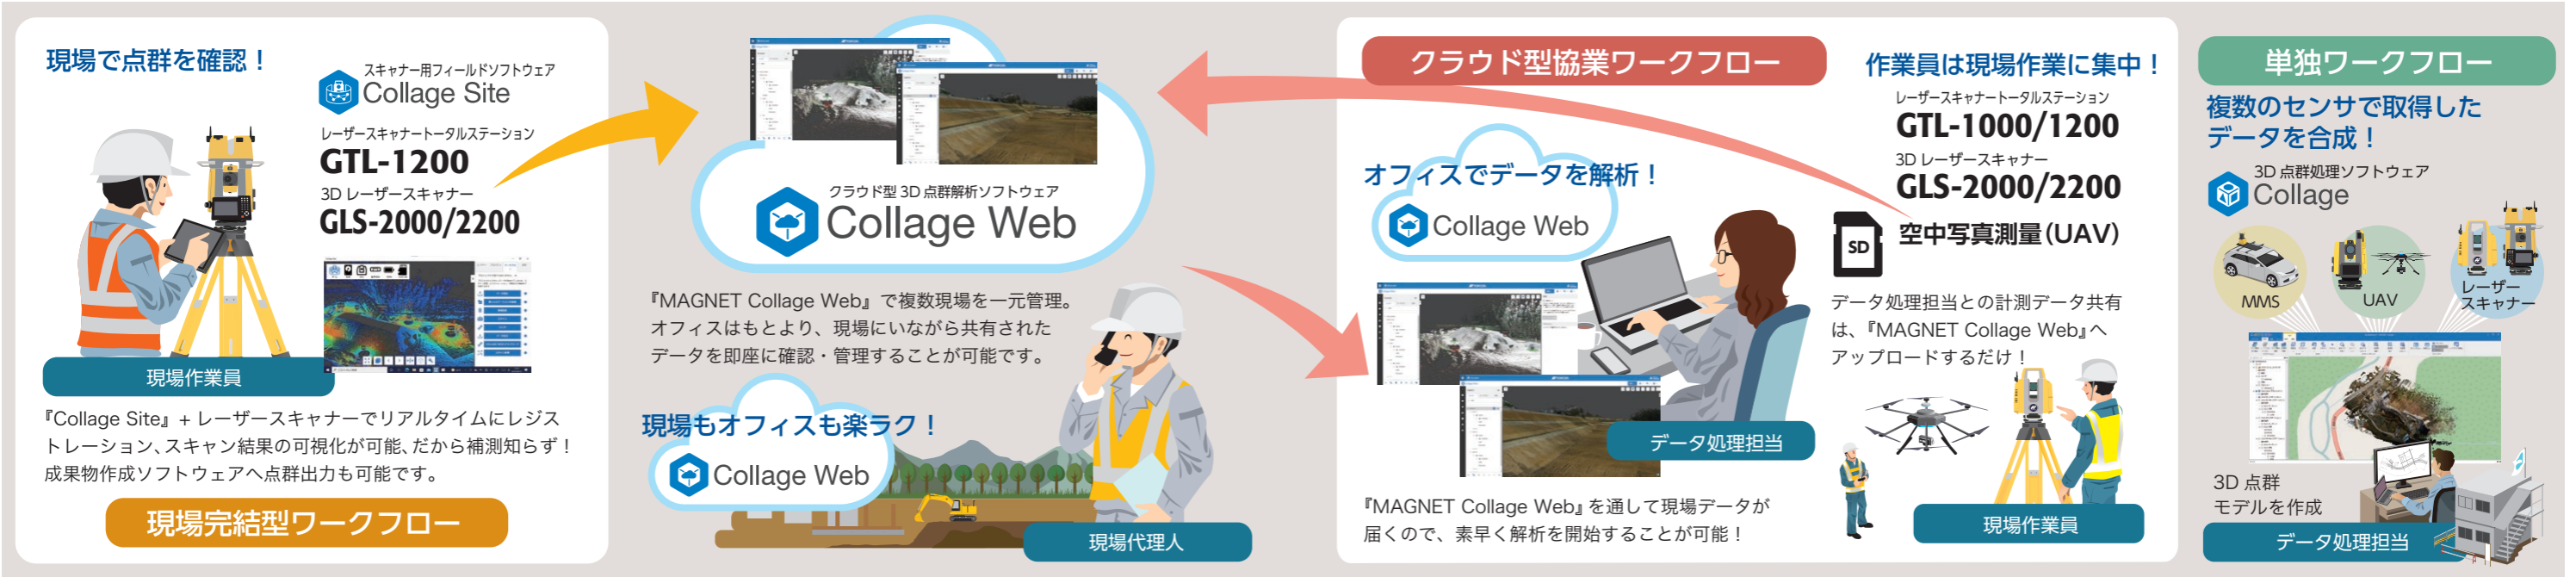 現場で点群を確認！
スキャナー用フィールドソフトウェア
Collage Site
レーザースキャナートータルステーション
GTL-1200
3D レーザースキャナー
GLS-2000/2200
現場作業員
『Collage Site』+ レーザースキャナーでリアルタイムにレジス
トレーション、スキャン結果の可視化が可能、だから補測知らず！
成果物作成ソフトウェアへ点群出力も可能です。
現場完結型ワークフロー
クラウド型 3D 点群解析ソフトウェア
Collage Web
『MAGNET Collage Web』で複数現場を一元管理。
オフィスはもとより、現場にいながら共有された
データを即座に確認・管理することが可能です。
現場もオフィスも楽ラク！
Collage Web
現場代理人
クラウド型協業ワークフロー
オフィスでデータを解析！
Collage Web
データ処理担当
『MAGNET Collage Web』を通して現場データが
届くので、素早く解析を開始することが可能！
作業員は現場作業に集中！
レーザースキャナートータルステーション
GTL-1000/1200
3D レーザースキャナー
GLS-2000/2200
SD
空中写真測量（UAV）
データ処理担当との計測データ共有
は、『MAGNET Collage Web』へ
アップロードするだけ！
現場作業員
単独ワークフロー
複数のセンサで取得した
データを合成！
3D 点群処理ソフトウェア
Collage
MMS
UAV
レーザー
スキャナー
3D 点群
モデルを作成
データ処理担当